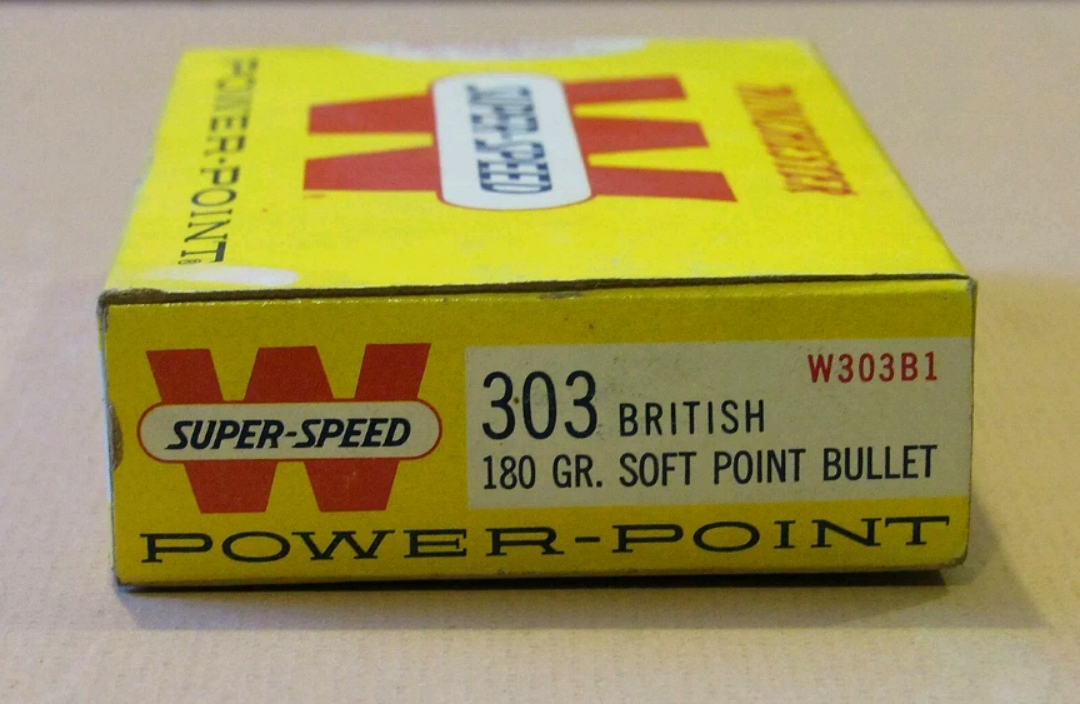 POWER-POINT®
SUPER-SPEED
WINCHESTER
W
SUPER-SPEED
W303B1
303 BRITISH
180 GR. SOFT POINT BULLET
POWER-POINT